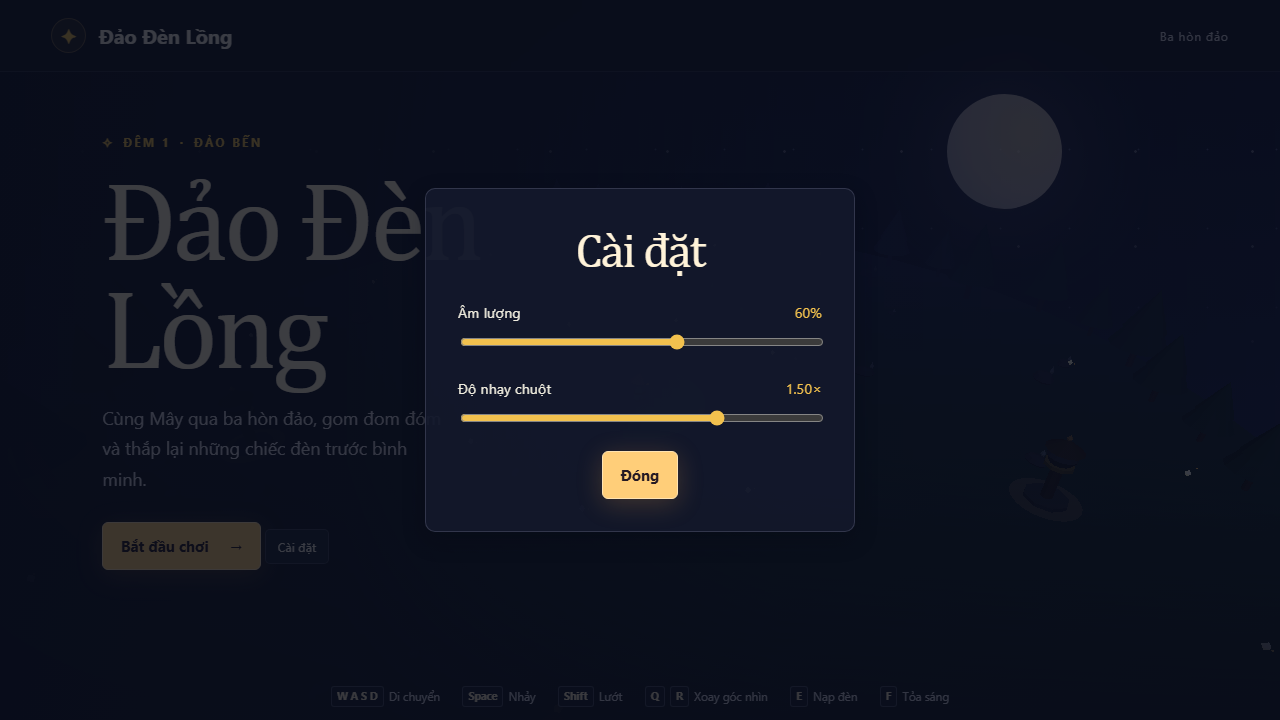 Đảo Đèn Lồng
Ba hòn đảo
ĐÊM 1 · ĐẢO BẾN
Đảo Đèn
Lồng
Cùng Mây qua ba hòn đảo, gom đom đóm
và thắp lại những chiếc đèn trước bình
minh.
Bắt đầu chơi →
Cài đặt
Cài đặt
Âm lượng 60%
Độ nhạy chuột 1.50×
Đóng
W A S D Di chuyển Space Nhảy Shift Lướt Q R Xoay góc nhìn E Nạp đèn F Tỏa sáng